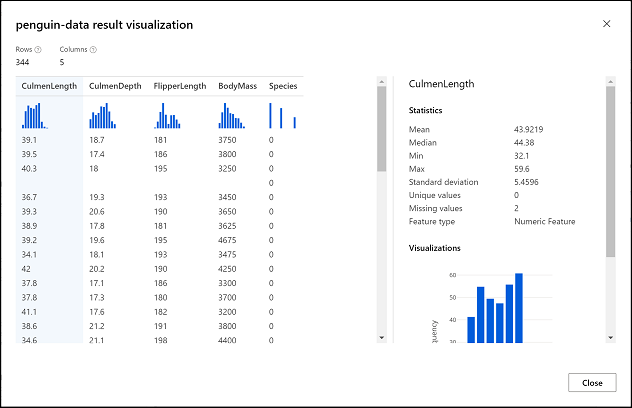 penguin-data result visualization
Rows Columns
344 5
CulmenLength CulmenDepth FlipperLength BodyMass Species
39.1 18.7 181 3750 0
39.5 17.4 186 3800 0
40.3 18 195 3250 0
0
36.7 19.3 193 3450 0
39.3 20.6 190 3650 0
38.9 17.8 181 3625 0
39.2 19.6 195 4675 0
34.1 18.1 193 3475 0
42 20.2 190 4250 0
37.8 17.1 186 3300 0
37.8 17.3 180 3700 0
41.1 17.6 182 3200 0
38.6 21.2 191 3800 0
34.6 21.1 198 4400 0
CulmenLength
Statistics
Mean 43.9219
Median 44.38
Min 32.1
Max 59.6
Standard deviation 5.4596
Unique values 0
Missing values 2
Feature type Numeric Feature
Visualizations
60
50
40
30
quency
Close